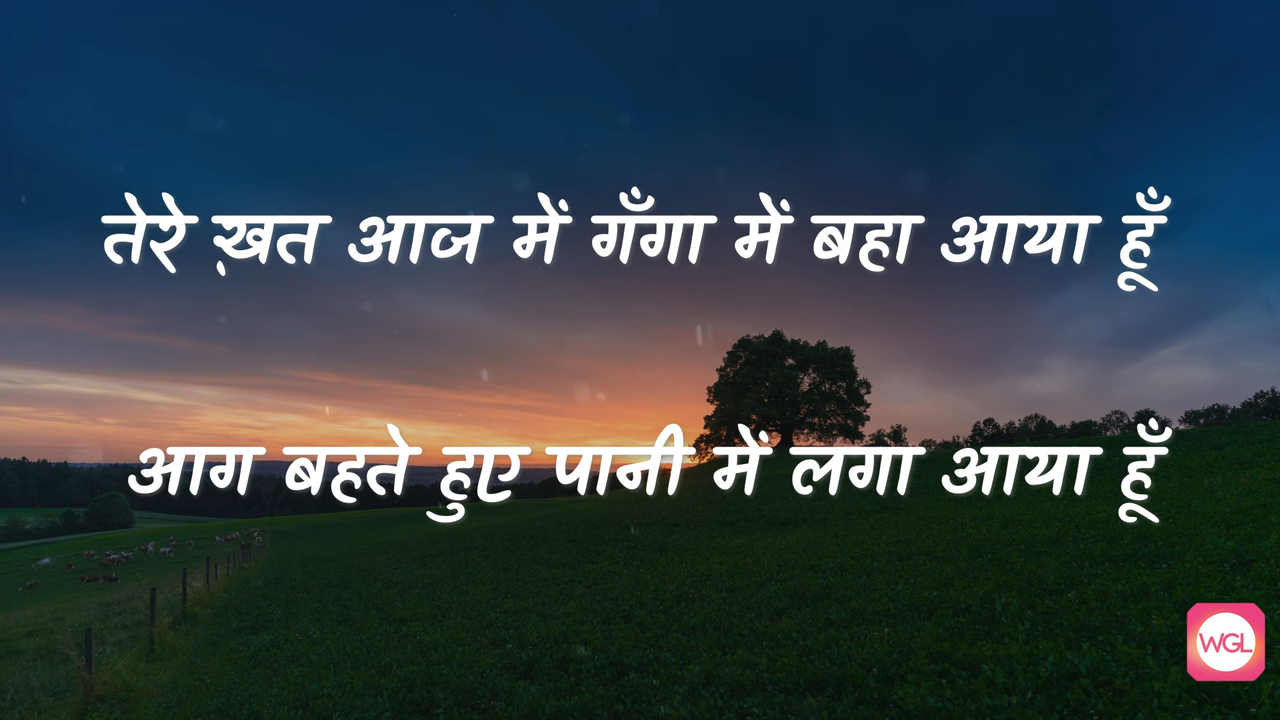 तेरे ख़त आज में गँगा में बहा आया हूँ
आग बहते हुए पानी में लगा आया हूँ
WGL